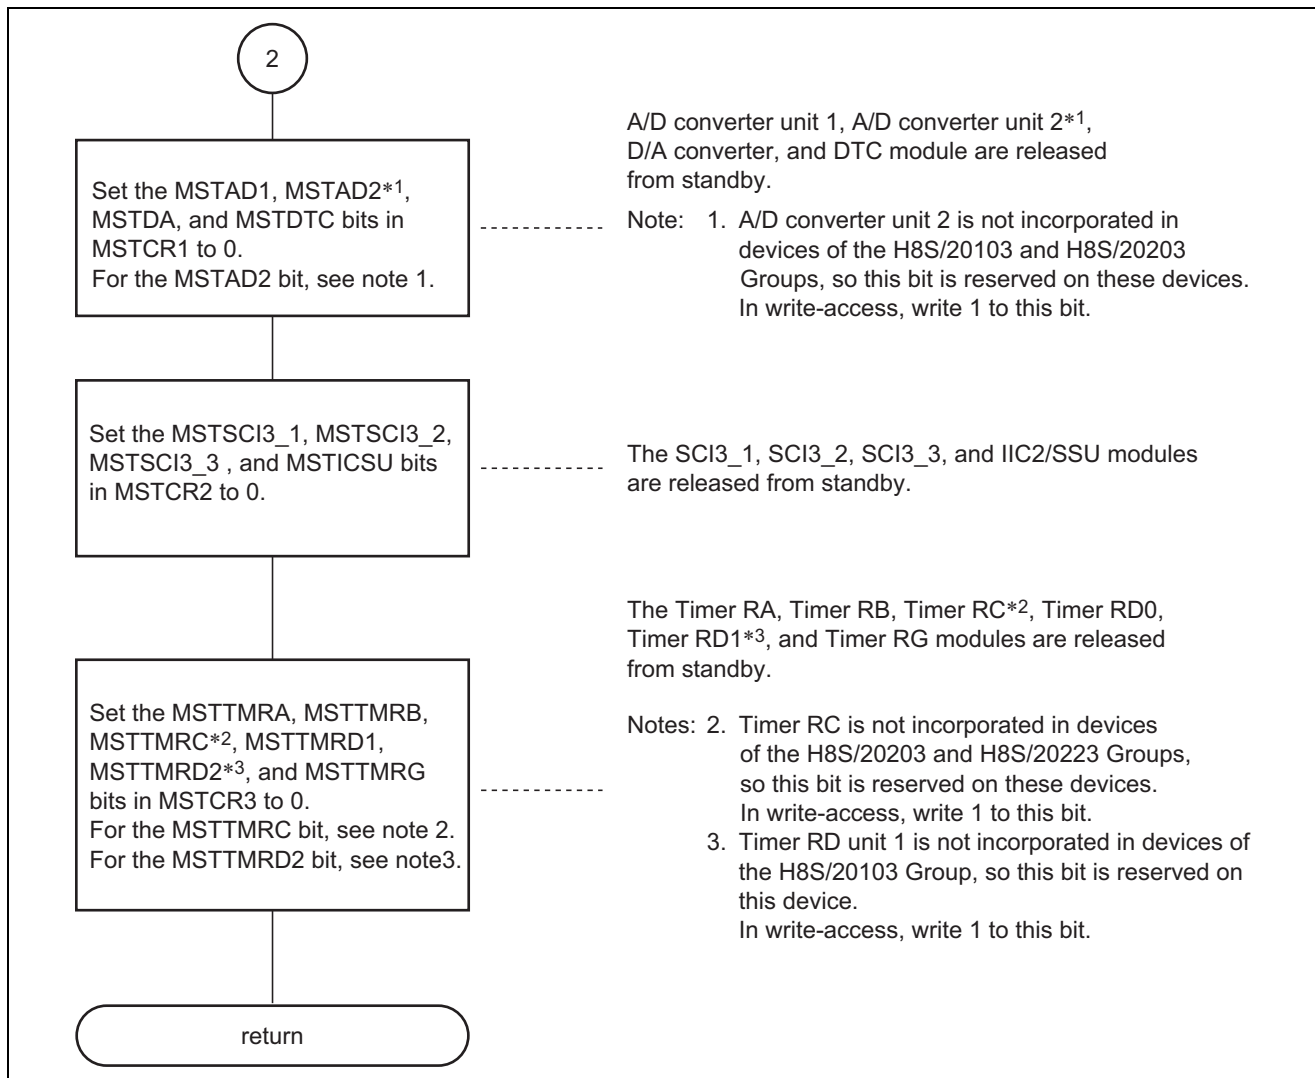 2
Set the MSTAD1, MSTAD2*1,
MSTDA, and MSTDTC bits in
MSTCR1 to 0.
For the MSTAD2 bit, see note 1.
A/D converter unit 1, A/D converter unit 2*1,
D/A converter, and DTC module are released
from standby.
Note: 1. A/D converter unit 2 is not incorporated in
devices of the H8S/20103 and H8S/20203
Groups, so this bit is reserved on these devices.
In write-access, write 1 to this bit.
Set the MSTSCI3_1, MSTSCI3_2,
MSTSCI3_3 , and MSTICSU bits
in MSTCR2 to 0.
The SCI3_1, SCI3_2, SCI3_3, and IIC2/SSU modules
are released from standby.
Set the MSTTMRA, MSTTMRB,
MSTTMRC*2, MSTTMRD1,
MSTTMRD2*3, and MSTTMRG
bits in MSTCR3 to 0.
For the MSTTMRC bit, see note 2.
For the MSTTMRD2 bit, see note3.
The Timer RA, Timer RB, Timer RC*2, Timer RD0,
Timer RD1*3, and Timer RG modules are released
from standby.
Notes: 2. Timer RC is not incorporated in devices
of the H8S/20203 and H8S/20223 Groups,
so this bit is reserved on these devices.
In write-access, write 1 to this bit.
3. Timer RD unit 1 is not incorporated in devices of
the H8S/20103 Group, so this bit is reserved on
this device.
In write-access, write 1 to this bit.
return